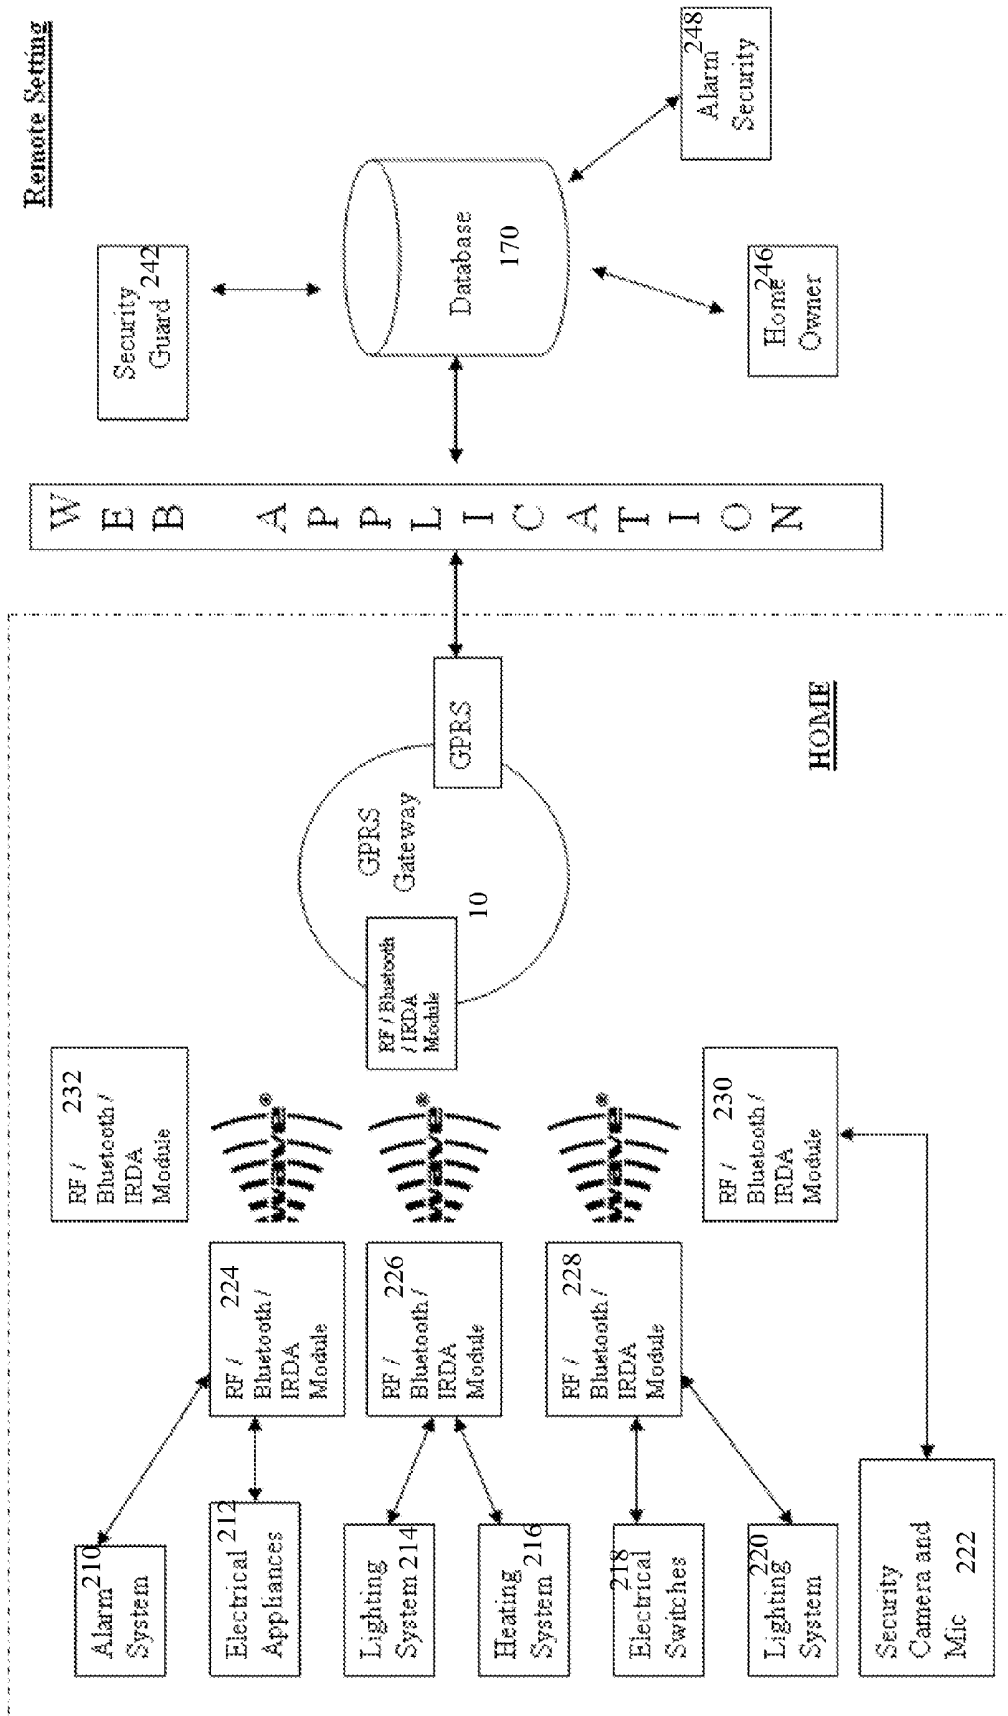 Remote Setting
Security
Guard 242
Database
170
248
Alarm
Security
246
Home
Owner
WEB APPLICATION
HOME
GPRS
GPRS
Gateway
10
RF / Bluetooth
/ IRDA
Module
232
RF /
Bluetooth /
IRDA
Module
230
RF /
Bluetooth /
IRDA
Module
wave®
wave®
wave®
224
RF /
Bluetooth /
IRDA
Module
226
RF /
Bluetooth /
IRDA
Module
228
RF /
Bluetooth /
IRDA
Module
210
Alarm
System
212
Electrical
Appliances
Lighting
System 214
Heating
System 216
218
Electrical
Switches
220
Lighting
System
Security
Camera and
Mic 222